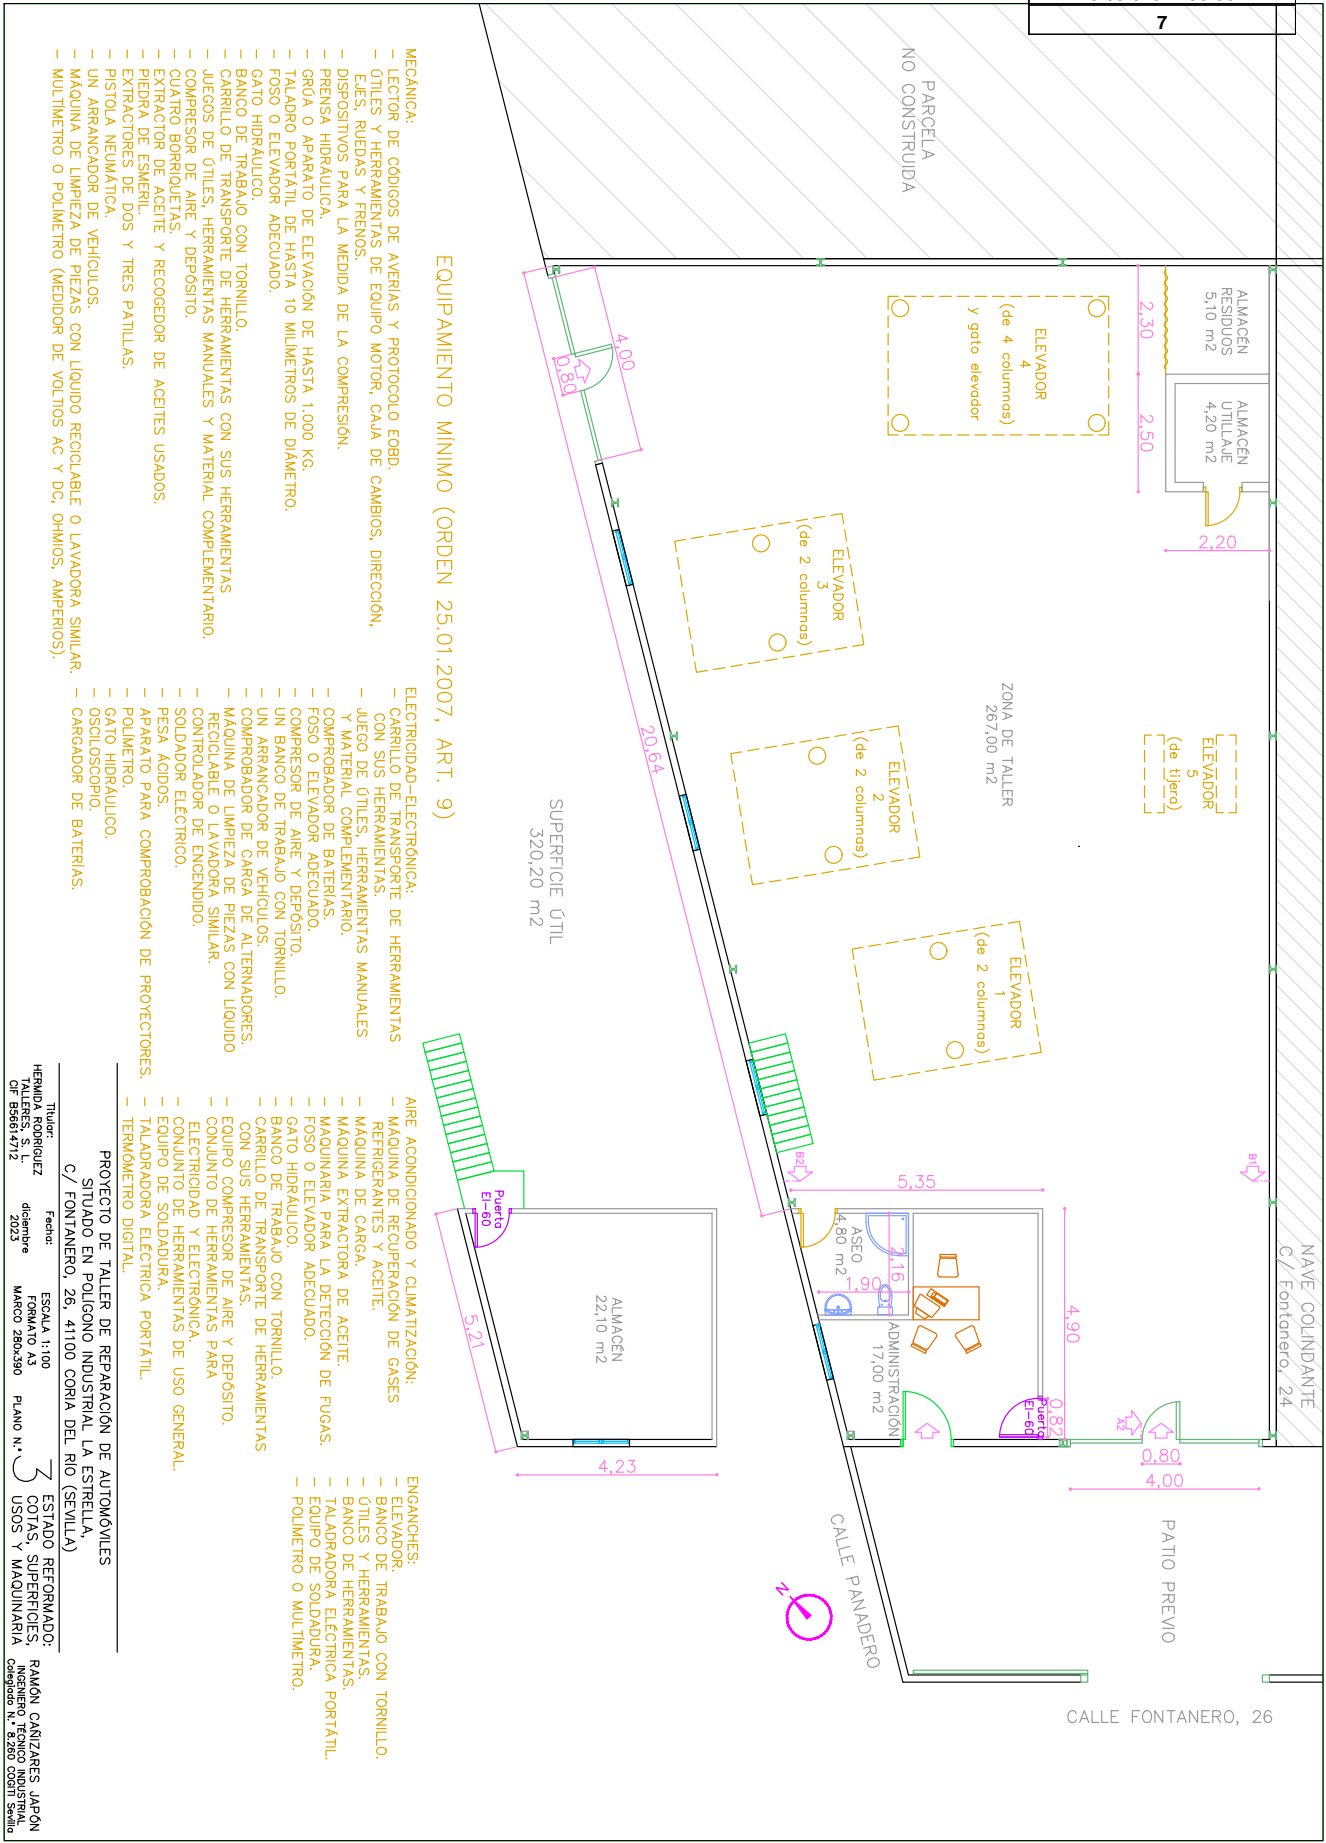 7
PARCELA
NO CONSTRUIDA
NAVE COLINDANTE
C/ Fontanero, 24
ALMACÉN
RESIDUOS
5,10 m2
ALMACÉN
UTILLAJE
4,20 m2
2,30
2,50
2,20
ELEVADOR
4
(de 4 columnas)
y gato elevador
4,00
0,80
ELEVADOR
3
(de 2 columnas)
ZONA DE TALLER
267,00 m2
ELEVADOR
5
(de tijera)
ELEVADOR
2
(de 2 columnas)
ELEVADOR
1
(de 2 columnas)
20,64
SUPERFICIE ÚTIL
320,20 m2
B1
B2
5,35
4,90
ASEO
4,80 m2
2,16
1,90
ADMINISTRACIÓN
17,00 m2
Puerta
EI-60
0,82
A2
0,80
4,00
PATIO PREVIO
CALLE PANADERO
N
CALLE FONTANERO, 26
Puerta
EI-60
ALMACÉN
22,10 m2
5,21
4,23
EQUIPAMIENTO MÍNIMO (ORDEN 25.01.2007, ART. 9)
MECÁNICA:
- LECTOR DE CÓDIGOS DE AVERIAS Y PROTOCOLO EOBD.
- ÚTILES Y HERRAMIENTAS DE EQUIPO MOTOR, CAJA DE CAMBIOS, DIRECCIÓN,
EJES, RUEDAS Y FRENOS.
- DISPOSITIVOS PARA LA MEDIDA DE LA COMPRESIÓN.
- PRENSA HIDRÁULICA.
- GRÚA O APARATO DE ELEVACIÓN DE HASTA 1.000 KG.
- TALADRO PORTÁTIL DE HASTA 10 MILÍMETROS DE DIÁMETRO.
- FOSO O ELEVADOR ADECUADO.
- GATO HIDRÁULICO.
- BANCO DE TRABAJO CON TORNILLO.
- CARRILLO DE TRANSPORTE DE HERRAMIENTAS CON SUS HERRAMIENTAS
- JUEGOS DE ÚTILES, HERRAMIENTAS MANUALES Y MATERIAL COMPLEMENTARIO.
- COMPRESOR DE AIRE Y DEPÓSITO.
- CUATRO BORRIQUETAS.
- EXTRACTOR DE ACEITE Y RECOGEDOR DE ACEITES USADOS.
- PIEDRA DE ESMERIL.
- EXTRACTORES DE DOS Y TRES PATILLAS.
- PISTOLA NEUMÁTICA.
- UN ARRANCADOR DE VEHÍCULOS.
- MÁQUINA DE LIMPIEZA DE PIEZAS CON LÍQUIDO RECICLABLE O LAVADORA SIMILAR.
- MULTÍMETRO O POLÍMETRO (MEDIDOR DE VOLTIOS AC Y DC, OHMIOS, AMPERIOS).
ELECTRICIDAD-ELECTRÓNICA:
- CARRILLO DE TRANSPORTE DE HERRAMIENTAS
CON SUS HERRAMIENTAS.
- JUEGO DE ÚTILES, HERRAMIENTAS MANUALES
Y MATERIAL COMPLEMENTARIO.
- COMPROBADOR DE BATERÍAS.
- FOSO O ELEVADOR ADECUADO.
- COMPRESOR DE AIRE Y DEPÓSITO.
- UN BANCO DE TRABAJO CON TORNILLO.
- UN ARRANCADOR DE VEHÍCULOS.
- COMPROBADOR DE CARGA DE ALTERNADORES.
- MÁQUINA DE LIMPIEZA DE PIEZAS CON LÍQUIDO
RECICLABLE O LAVADORA SIMILAR.
- CONTROLADOR DE ENCENDIDO.
- SOLDADOR ELÉCTRICO.
- PESA ÁCIDOS.
- APARATO PARA COMPROBACIÓN DE PROYECTORES.
- POLÍMETRO.
- GATO HIDRÁULICO.
- OSCILOSCOPIO.
- CARGADOR DE BATERÍAS.
AIRE ACONDICIONADO Y CLIMATIZACIÓN:
- MÁQUINA DE RECUPERACIÓN DE GASES
REFRIGERANTES Y ACEITE.
- MÁQUINA DE CARGA.
- MÁQUINA EXTRACTORA DE ACEITE.
- MAQUINARIA PARA LA DETECCIÓN DE FUGAS.
- FOSO O ELEVADOR ADECUADO.
- GATO HIDRÁULICO.
- BANCO DE TRABAJO CON TORNILLO.
- CARRILLO DE TRANSPORTE DE HERRAMIENTAS
CON SUS HERRAMIENTAS.
- EQUIPO COMPRESOR DE AIRE Y DEPÓSITO.
- CONJUNTO DE HERRAMIENTAS PARA
ELECTRICIDAD Y ELECTRÓNICA.
- CONJUNTO DE HERRAMIENTAS DE USO GENERAL.
- EQUIPO DE SOLDADURA.
- TALADRADORA ELÉCTRICA PORTÁTIL.
- TERMÓMETRO DIGITAL.
ENGANCHES:
- ELEVADOR.
- BANCO DE TRABAJO CON TORNILLO.
- ÚTILES Y HERRAMIENTAS.
- BANCO DE HERRAMIENTAS.
- TALADRADORA ELÉCTRICA PORTÁTIL.
- EQUIPO DE SOLDADURA.
- POLÍMETRO O MULTÍMETRO.
PROYECTO DE TALLER DE REPARACIÓN DE AUTOMÓVILES
SITUADO EN POLÍGONO INDUSTRIAL LA ESTRELLA,
C/ FONTANERO, 26, 41100 CORIA DEL RÍO (SEVILLA)
Titular:
HERMIDA RODRÍGUEZ
TALLERES, S. L.
CIF B56614712
Fecha:
diciembre
2023
ESCALA 1:100
FORMATO A3
MARCO 280x390
PLANO N.º 3
ESTADO REFORMADO:
COTAS, SUPERFICIES,
USOS Y MAQUINARIA
RAMÓN CAÑIZARES JAPÓN
INGENIERO TÉCNICO INDUSTRIAL
Colegiado N.º 8.260 COGITI Sevilla